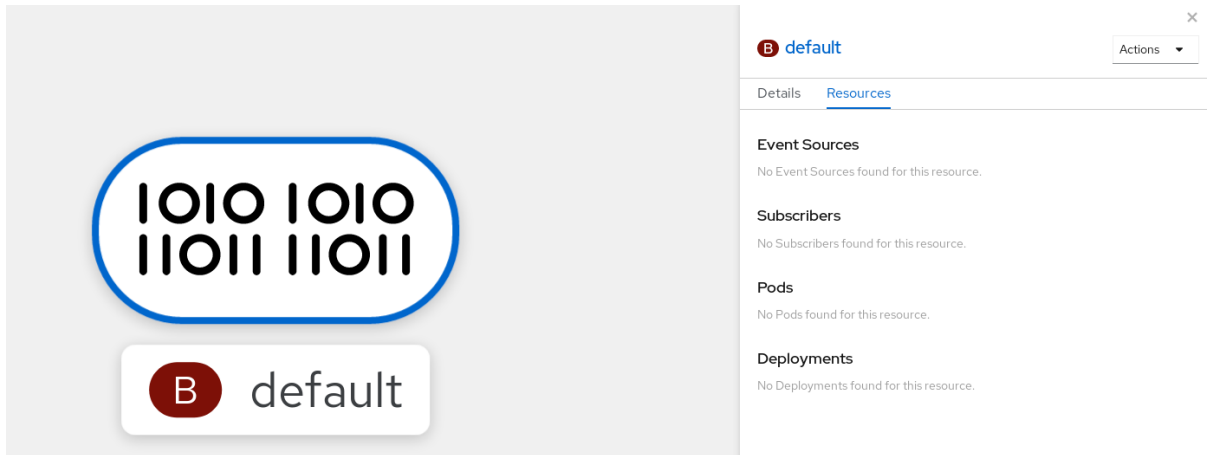 1010 1010
11011 11011
B default
×
B default
Actions
Details Resources
Event Sources
No Event Sources found for this resource.
Subscribers
No Subscribers found for this resource.
Pods
No Pods found for this resource.
Deployments
No Deployments found for this resource.